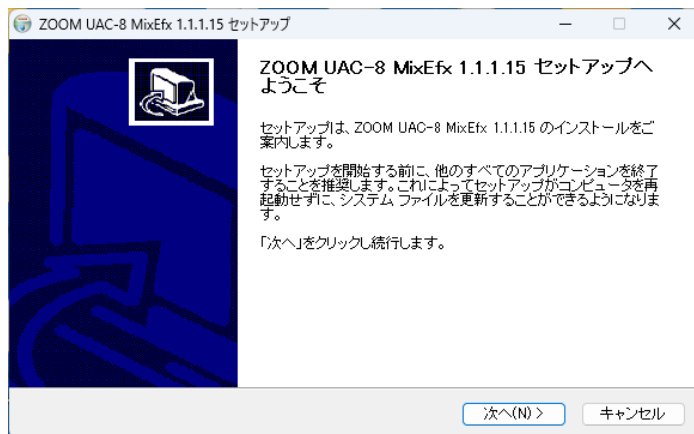 ZOOM UAC-8 MixEfx 1.1.1.15 セットアップ
ZOOM UAC-8 MixEfx 1.1.1.15 セットアップへ
ようこそ
セットアップは、ZOOM UAC-8 MixEfx 1.1.1.15 のインストールをご
案内します。
セットアップを開始する前に、他のすべてのアプリケーションを終了
することを推奨します。これによってセットアップがコンピュータを再
起動せずに、システム ファイルを更新することができるようになりま
す。
「次へ」をクリックし続行します。
次へ(N) >
キャンセル